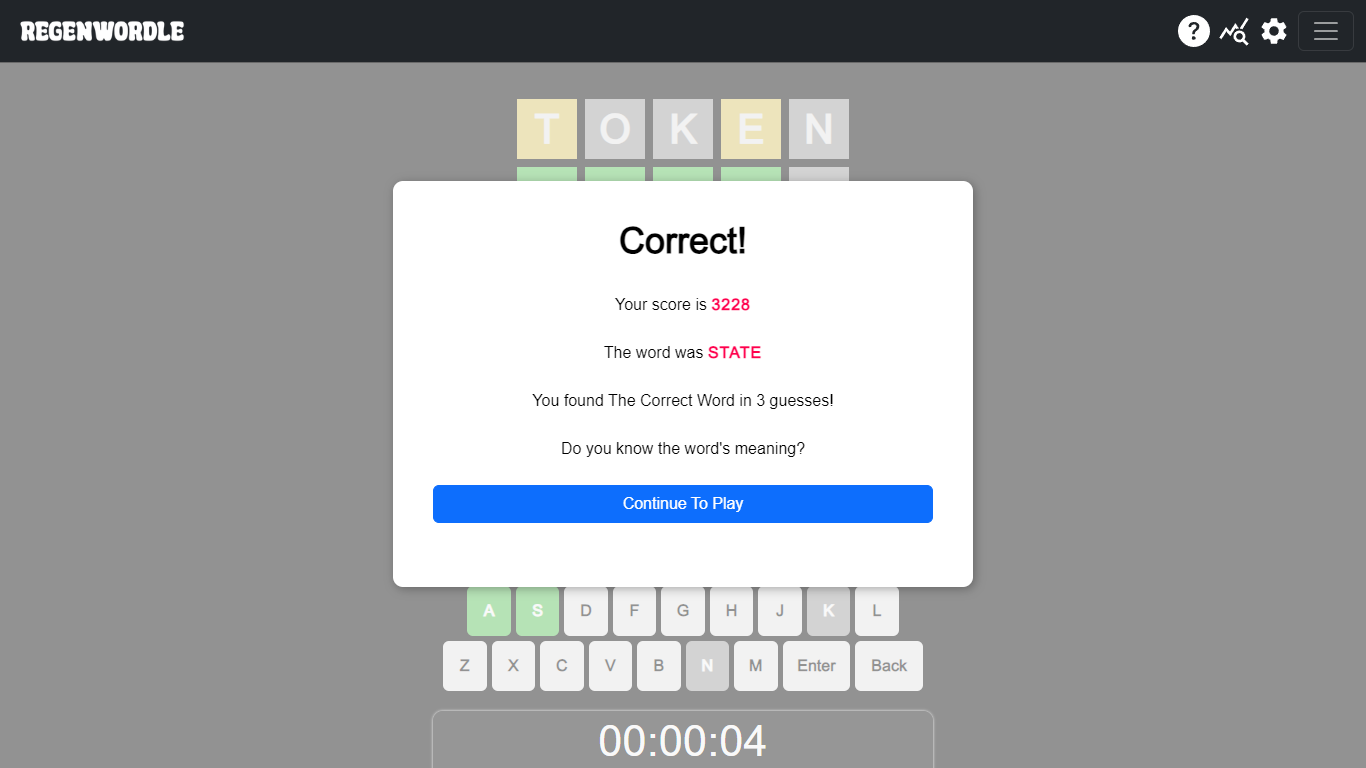 REGENWORDLE
?
T O K E N
Correct!
Your score is 3228
The word was STATE
You found The Correct Word in 3 guesses!
Do you know the word's meaning?
Continue To Play
A S D F G H J K L
Z X C V B N M Enter Back
00:00:04